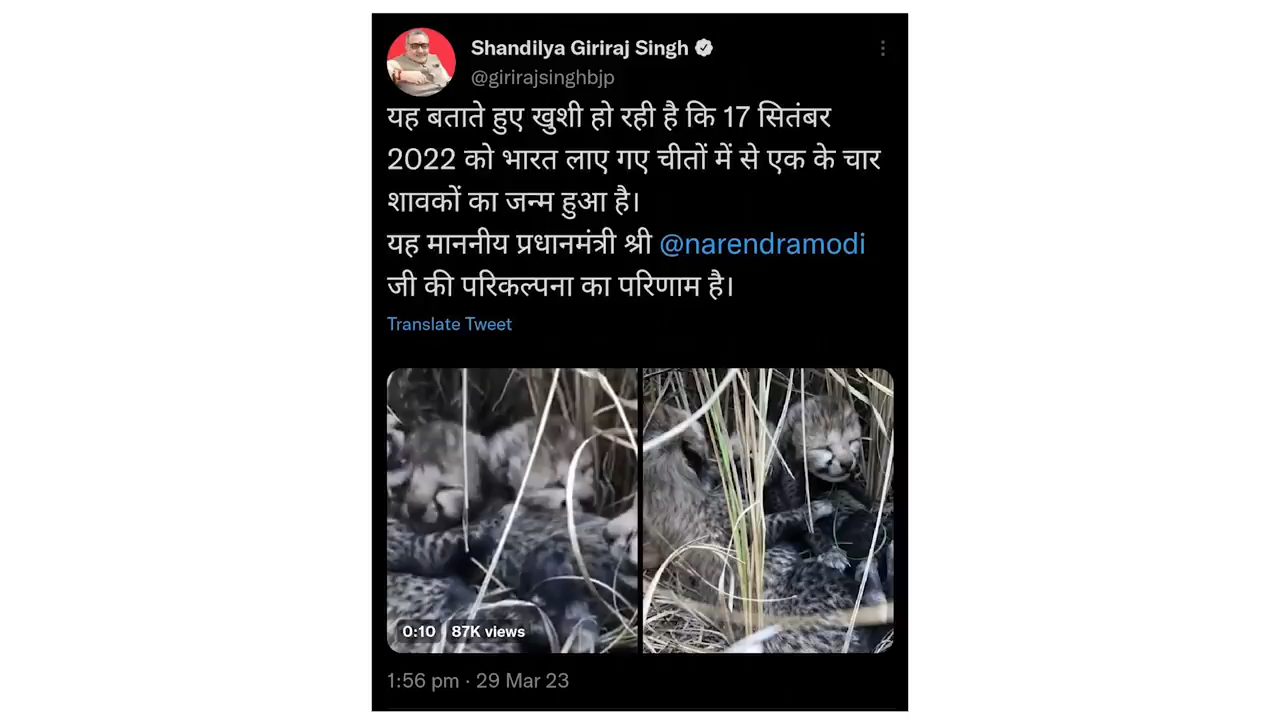 Shandilya Giriraj Singh
@girirajsinghbjp
यह बताते हुए खुशी हो रही है कि 17 सितंबर
2022 को भारत लाए गए चीतों में से एक के चार
शावकों का जन्म हुआ है।
यह माननीय प्रधानमंत्री श्री @narendramodi
जी की परिकल्पना का परिणाम है।
Translate Tweet
0:10 87K views
1:56 pm · 29 Mar 23